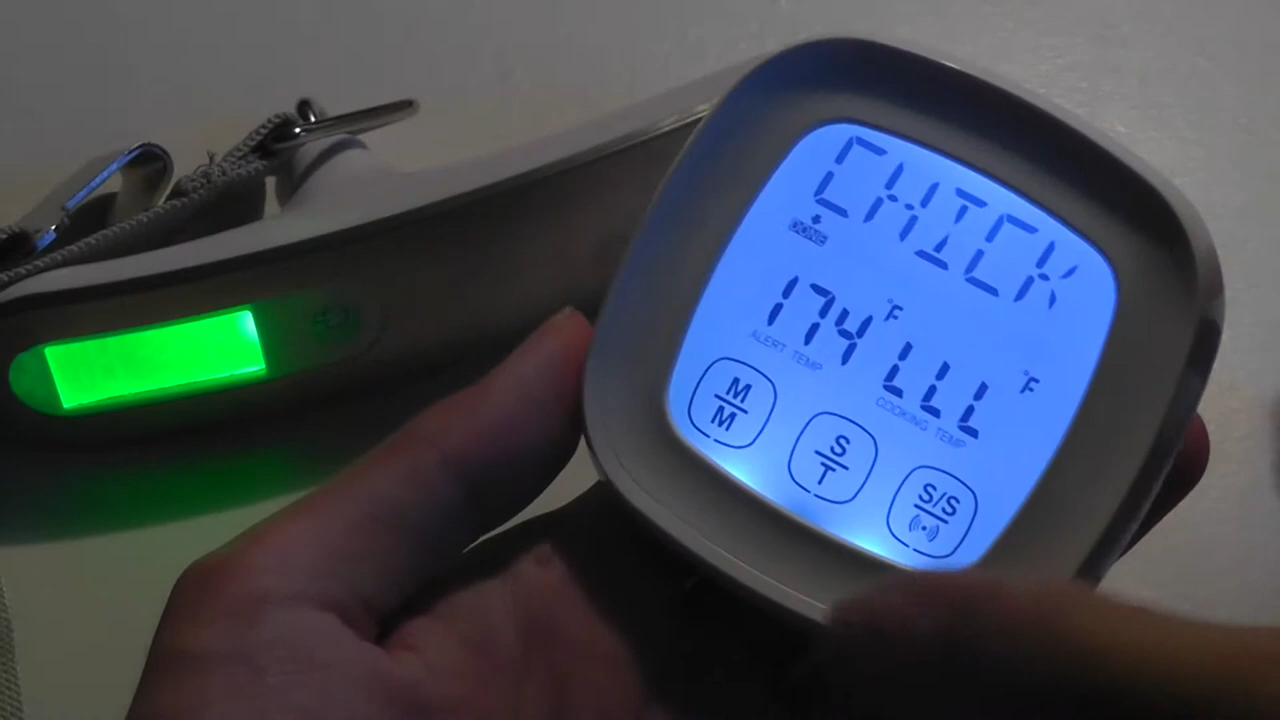 CHICK
DONE
174 °F
ALERT TEMP
LLL °F
COOKING TEMP
M
M
S
T
S/S